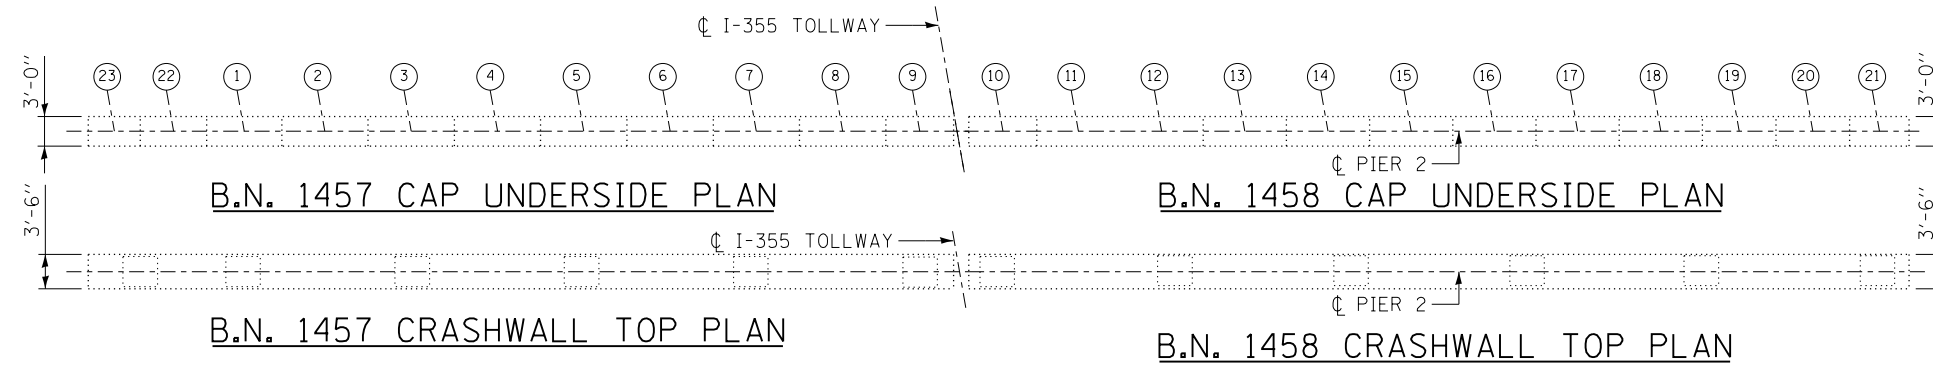 ℄ I-355 TOLLWAY
3'-0"
23 22 1 2 3 4 5 6 7 8 9 10 11 12 13 14 15 16 17 18 19 20 21
3'-0"
℄ PIER 2
B.N. 1457 CAP UNDERSIDE PLAN
B.N. 1458 CAP UNDERSIDE PLAN
3'-6"
℄ I-355 TOLLWAY
3'-6"
℄ PIER 2
B.N. 1457 CRASHWALL TOP PLAN
B.N. 1458 CRASHWALL TOP PLAN